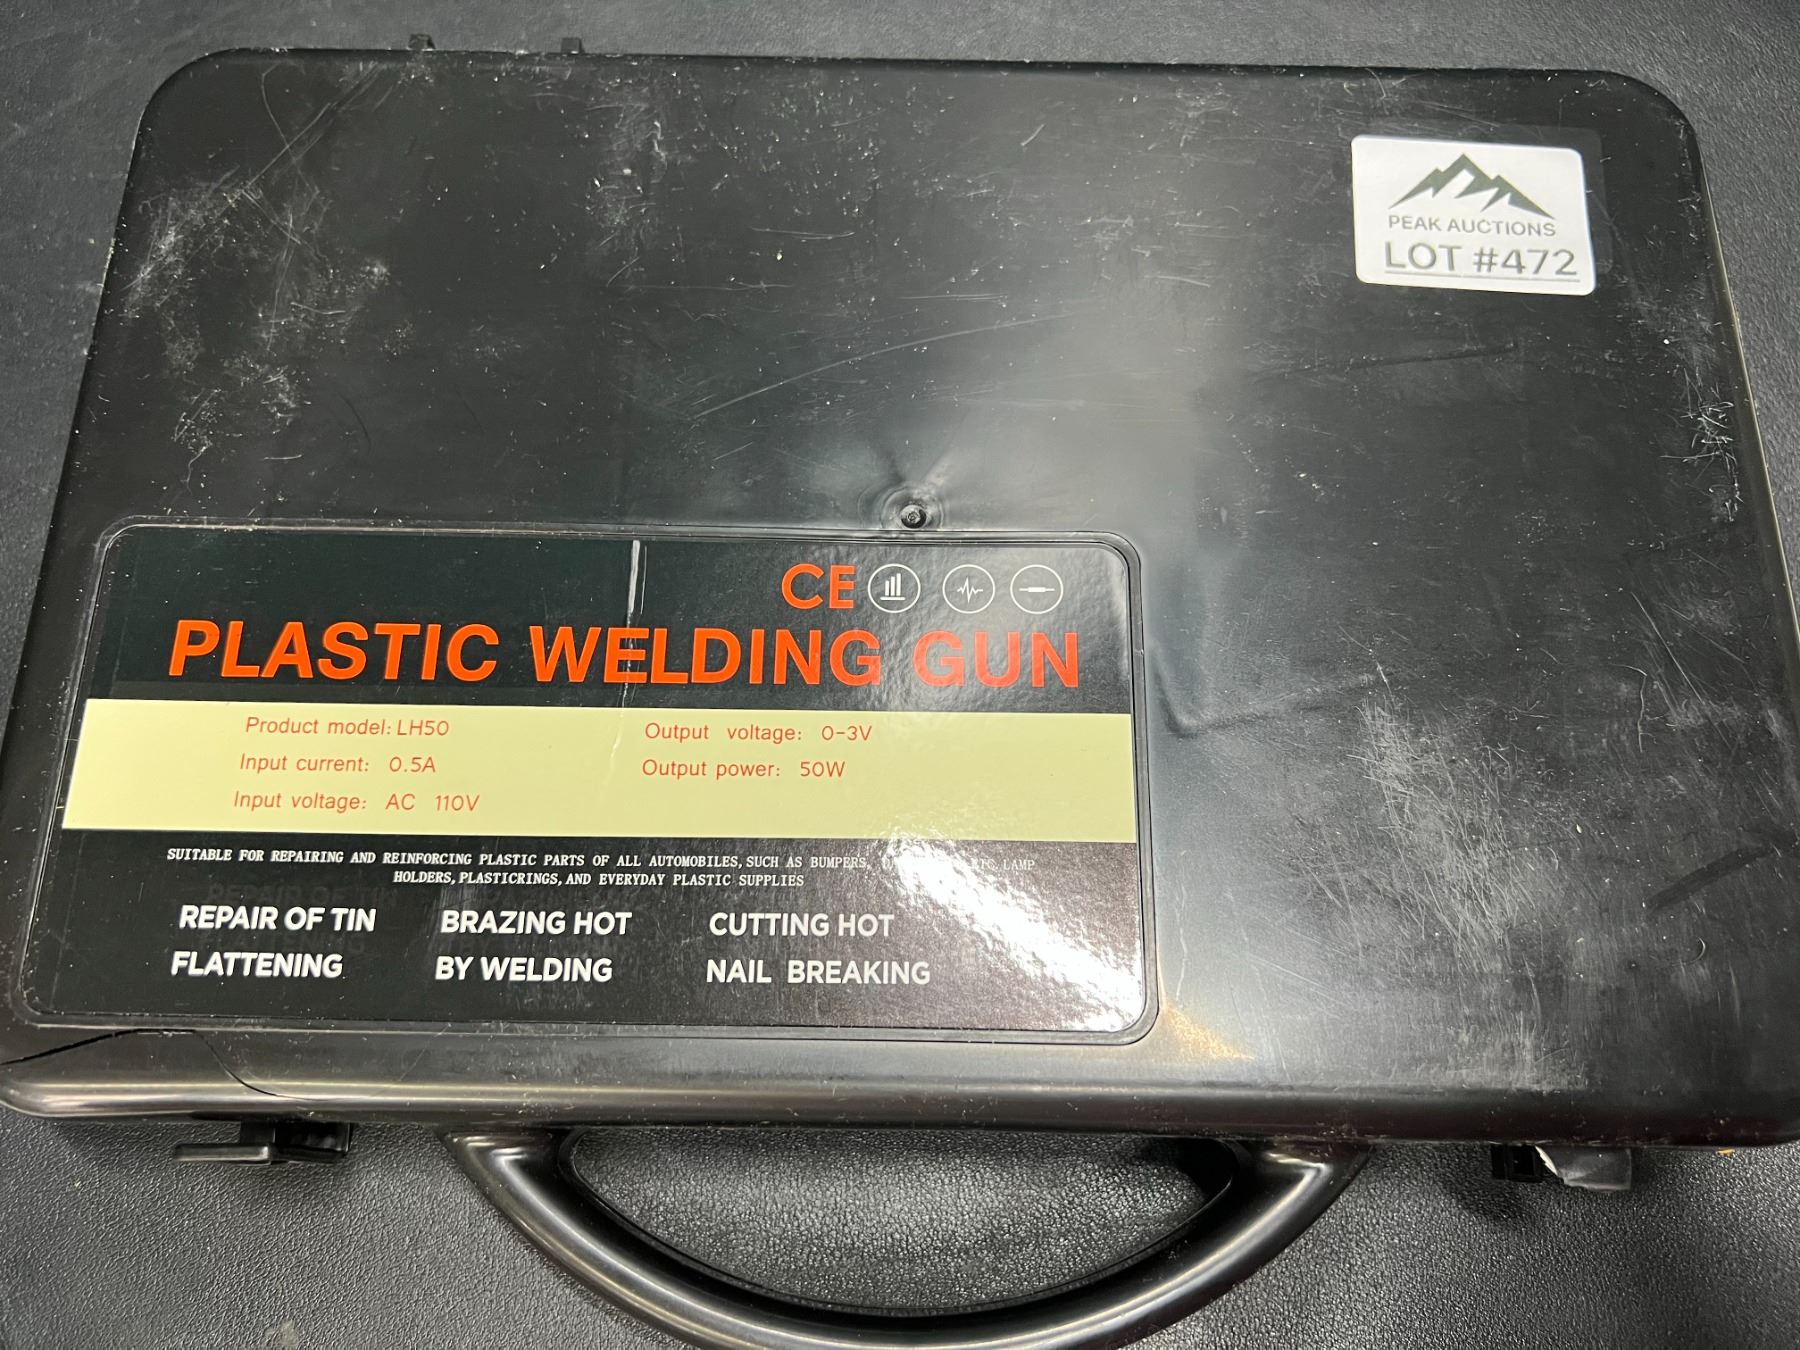 PEAK AUCTIONS
LOT #472
CE
PLASTIC WELDING GUN
Product model: LH50
Output voltage: 0-3V
Input current: 0.5A
Output power: 50W
Input voltage: AC 110V
SUITABLE FOR REPAIRING AND REINFORCING PLASTIC PARTS OF ALL AUTOMOBILES, SUCH AS BUMPERS, ETC. LAMP
HOLDERS, PLASTICRINGS, AND EVERYDAY PLASTIC SUPPLIES
REPAIR OF TIN BRAZING HOT CUTTING HOT
FLATTENING BY WELDING NAIL BREAKING